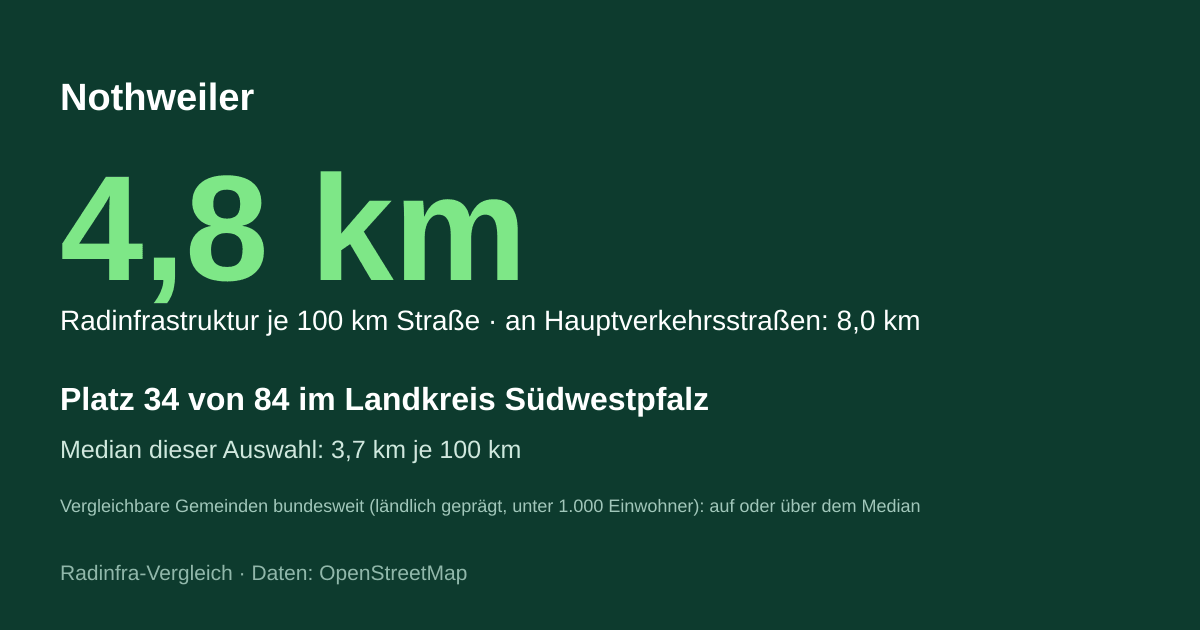 Nothweiler
4,8 km
Radinfrastruktur je 100 km Straße · an Hauptverkehrsstraßen: 8,0 km
Platz 34 von 84 im Landkreis Südwestpfalz
Median dieser Auswahl: 3,7 km je 100 km
Vergleichbare Gemeinden bundesweit (ländlich geprägt, unter 1.000 Einwohner): auf oder über dem Median
Radinfra-Vergleich · Daten: OpenStreetMap